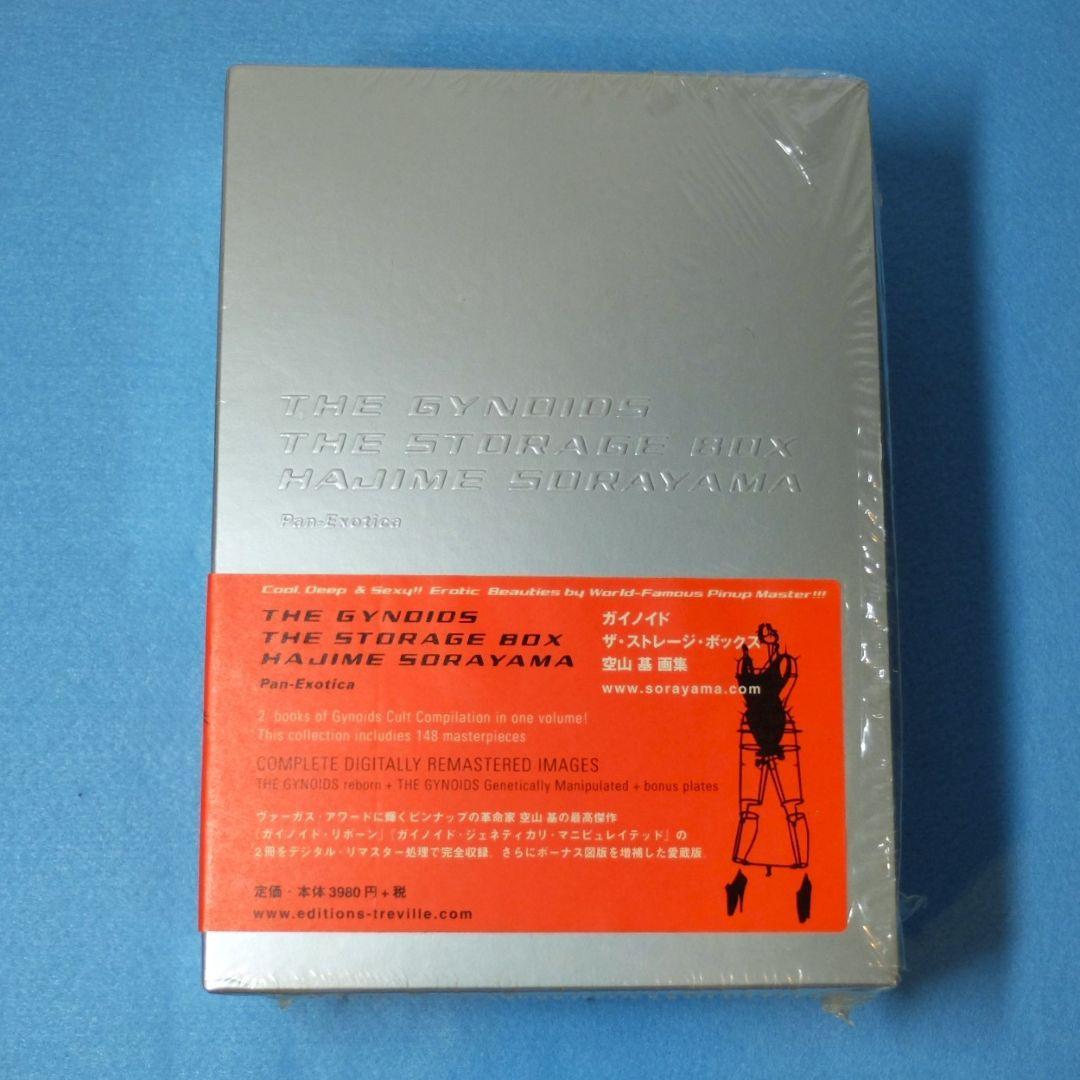 THE GYNOIDS
THE STORAGE BOX
HAJIME SORAYAMA
Pan-Exotica
Cool, Deep & Sexy!! Erotic Beauties by World-Famous Pinup Master!!!
THE GYNOIDS
THE STORAGE BOX
HAJIME SORAYAMA
Pan-Exotica
ガイノイド
ザ・ストレージ・ボックス
空山 基 画集
www.sorayama.com
2 books of Gynoids Cult Compilation in one volume!
This collection includies 148 masterpieces
COMPLETE DIGITALLY REMASTERED IMAGES
THE GYNOIDS reborn + THE GYNOIDS Genetically Manipulated + bonus plates
ヴァーガス・アワードに輝くピンナップの革命家 空山 基の最高傑作
『ガイノイド・リボーン』『ガイノイド・ジェネティカリ・マニピュレイテッド』の
2冊をデジタル・リマスター処理で完全収録。さらにボーナス図版を増補した愛蔵版。
定価・本体3980円+税
www.editions-treville.com